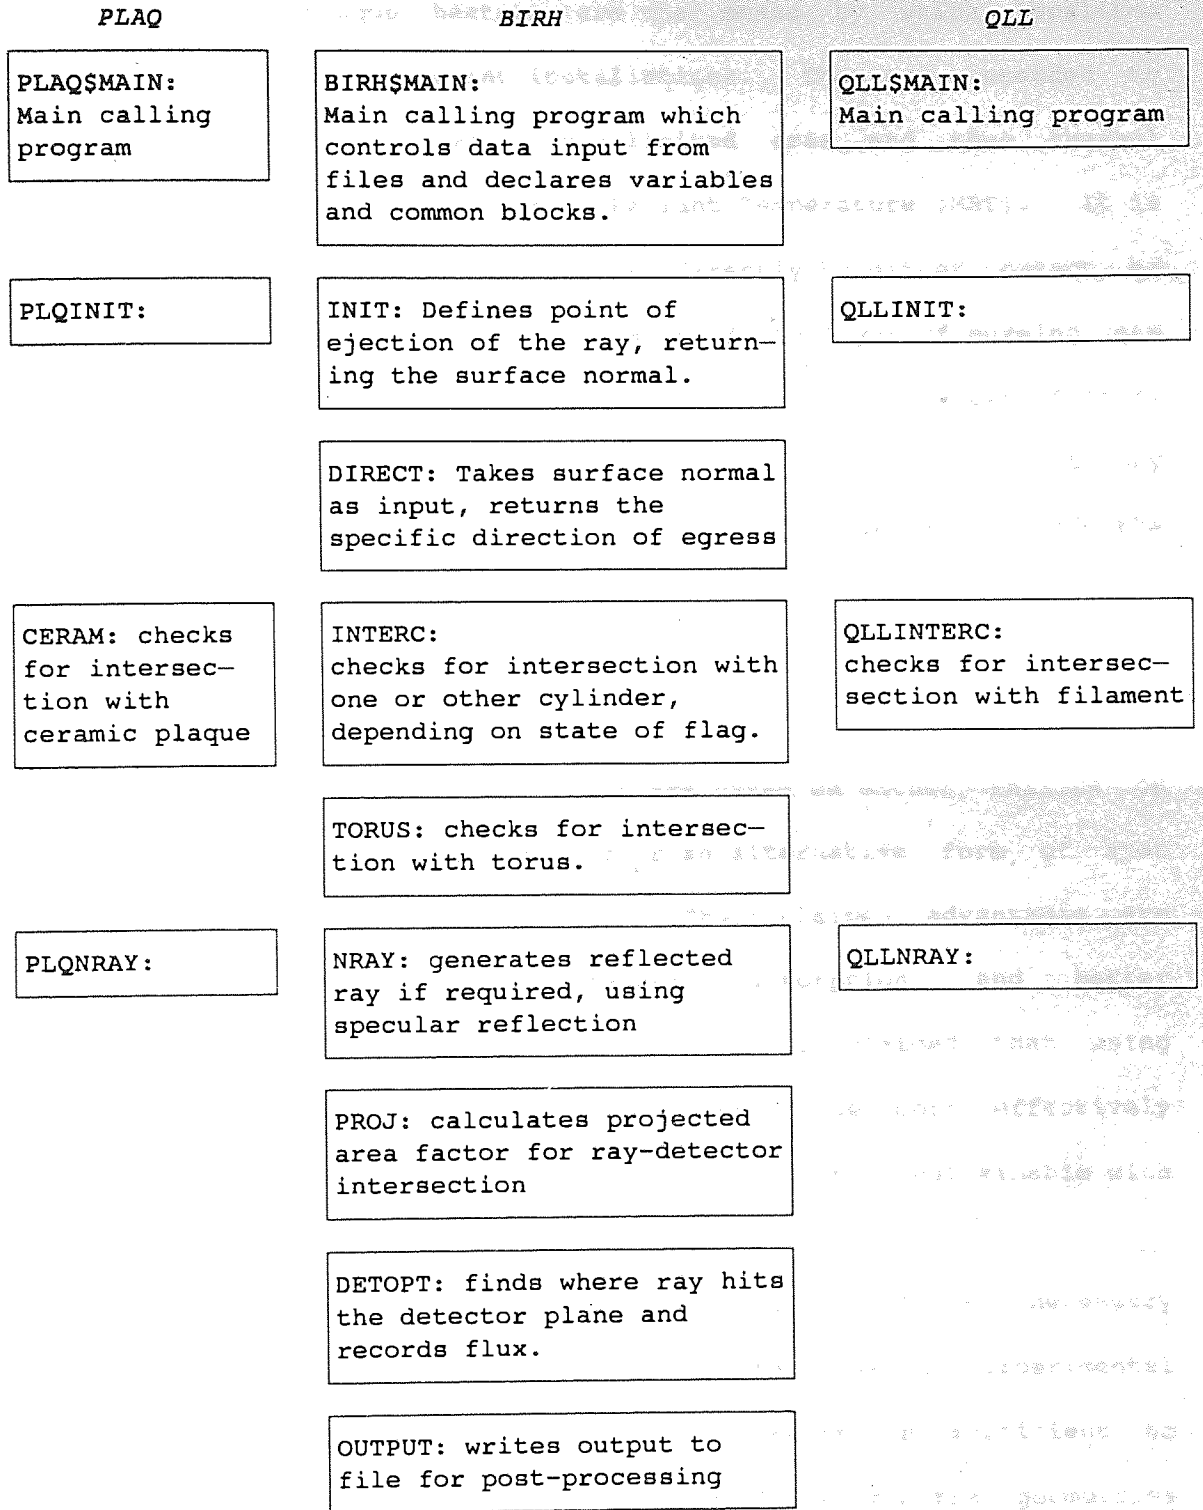 PLAQ BIRH QLL
PLAQ$MAIN:
Main calling
program
BIRH$MAIN:
Main calling program which
controls data input from
files and declares variables
and common blocks.
QLL$MAIN:
Main calling program
PLQINIT:
INIT: Defines point of
ejection of the ray, return—
ing the surface normal.
QLLINIT:
DIRECT: Takes surface normal
as input, returns the
specific direction of egress
CERAM: checks
for intersec—
tion with
ceramic plaque
INTERC:
checks for intersection with
one or other cylinder,
depending on state of flag.
QLLINTERC:
checks for intersec—
section with filament
TORUS: checks for intersec—
tion with torus.
PLQNRAY:
NRAY: generates reflected
ray if required, using
specular reflection
QLLNRAY:
PROJ: calculates projected
area factor for ray-detector
intersection
DETOPT: finds where ray hits
the detector plane and
records flux.
OUTPUT: writes output to
file for post-processing